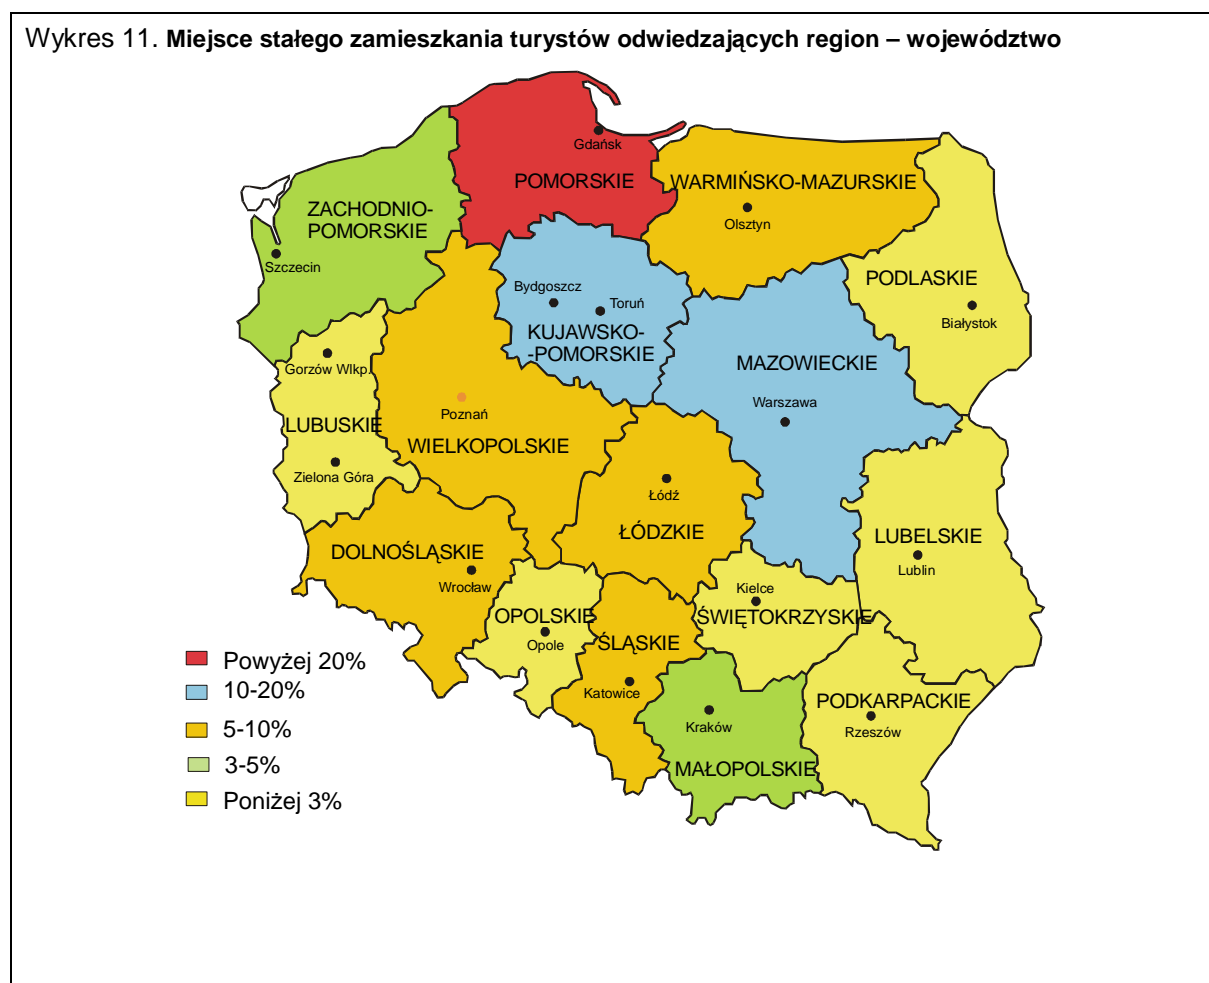 Wykres 11. Miejsce stałego zamieszkania turystów odwiedzających region – województwo
Gdańsk
POMORSKIE
WARMIŃSKO-MAZURSKIE
Olsztyn
ZACHODNIO-
POMORSKIE
Szczecin
PODLASKIE
Białystok
Bydgoszcz
Toruń
KUJAWSKO-
-POMORSKIE
MAZOWIECKIE
Warszawa
Gorzów Wlkp.
LUBUSKIE
Zielona Góra
Poznań
WIELKOPOLSKIE
Łódź
ŁÓDZKIE
LUBELSKIE
Lublin
DOLNOŚLĄSKIE
Wrocław
OPOLSKIE
Opole
ŚLĄSKIE
Katowice
Kielce
ŚWIĘTOKRZYSKIE
PODKARPACKIE
Rzeszów
Kraków
MAŁOPOLSKIE
Powyżej 20%
10-20%
5-10%
3-5%
Poniżej 3%